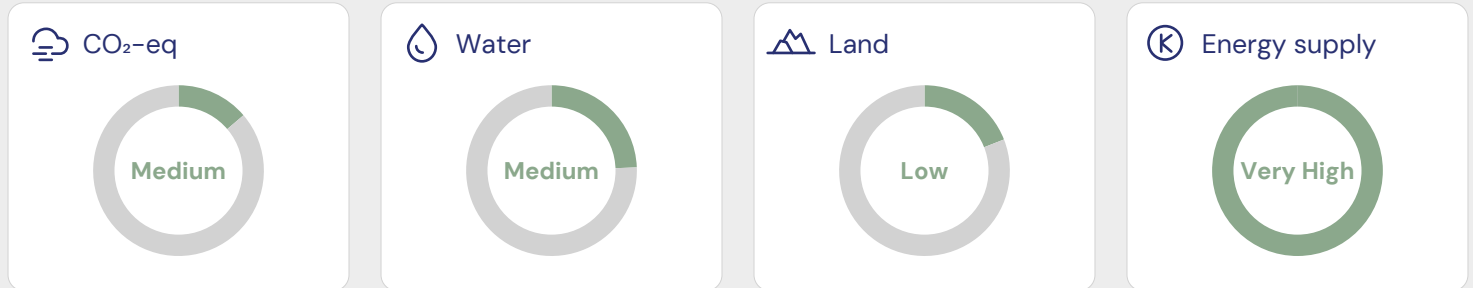 CO₂-eq
Water
Land
Energy supply
Medium
Medium
Low
Very High